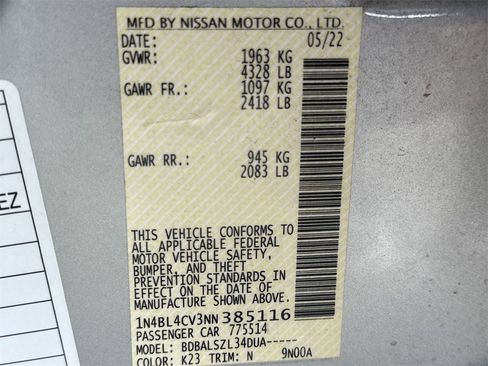 MFD BY NISSAN MOTOR CO., LTD.
DATE: 05/22
GVWR: 1963 KG
4328 LB
GAWR FR.: 1097 KG
2418 LB
GAWR RR.: 945 KG
2083 LB
THIS VEHICLE CONFORMS TO
ALL APPLICABLE FEDERAL
MOTOR VEHICLE SAFETY,
BUMPER, AND THEFT
PREVENTION STANDARDS IN
EFFECT ON THE DATE OF
MANUFACTURE SHOWN ABOVE.
1N4BL4CV3NN385116
PASSENGER CAR 775514
MODEL: BDBALSZL34DUA-----
COLOR: K23 TRIM: N 9N00A
EZ